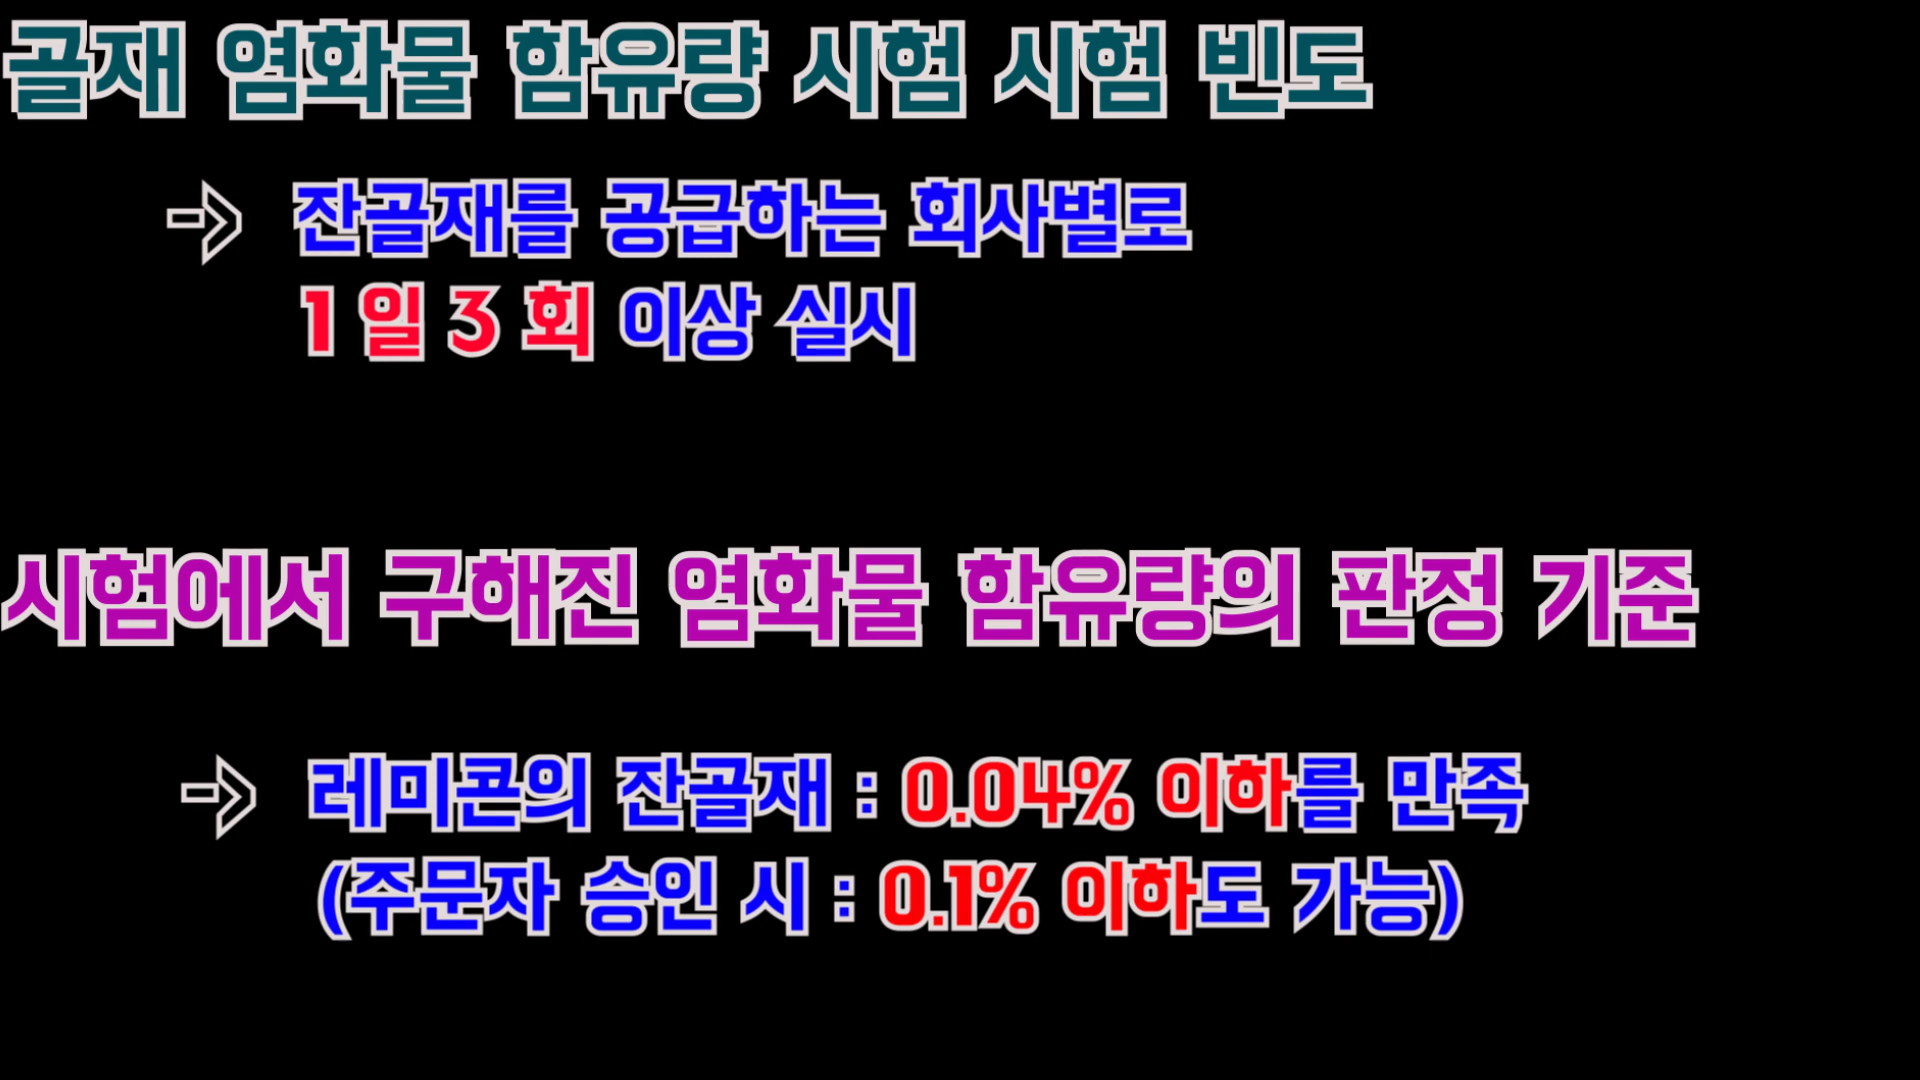 골재 염화물 함유량 시험 시험 빈도
➩ 잔골재를 공급하는 회사별로
1 일 3 회 이상 실시
시험에서 구해진 염화물 함유량의 판정 기준
➩ 레미콘의 잔골재 : 0.04% 이하를 만족
(주문자 승인 시 : 0.1% 이하도 가능)